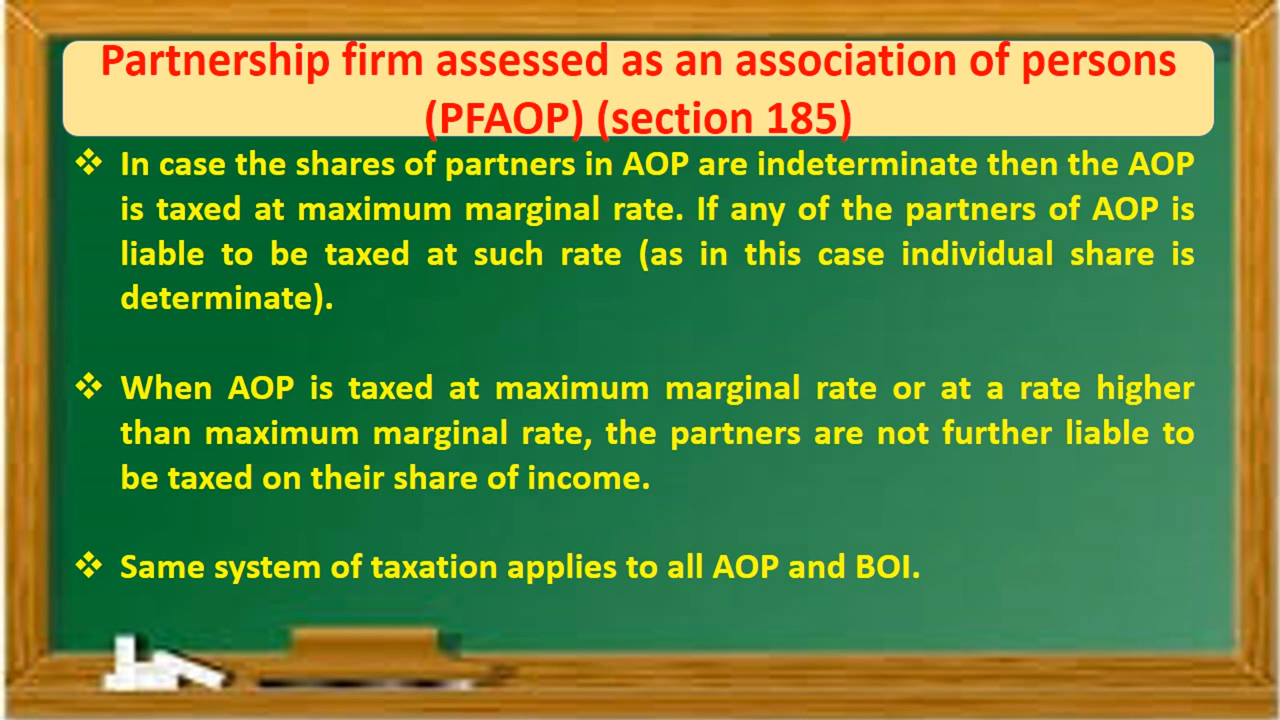 Partnership firm assessed as an association of persons
(PFAOP) (section 185)
❖ In case the shares of partners in AOP are indeterminate then the AOP
is taxed at maximum marginal rate. If any of the partners of AOP is
liable to be taxed at such rate (as in this case individual share is
determinate).
❖ When AOP is taxed at maximum marginal rate or at a rate higher
than maximum marginal rate, the partners are not further liable to
be taxed on their share of income.
❖ Same system of taxation applies to all AOP and BOI.